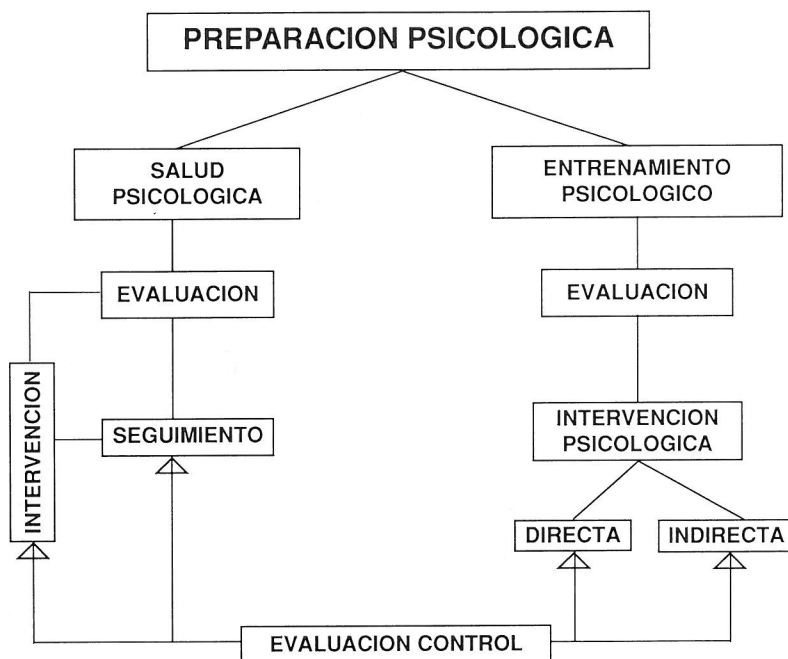 PREPARACION PSICOLOGICA
SALUD
PSICOLOGICA
ENTRENAMIENTO
PSICOLOGICO
EVALUACION
EVALUACION
INTERVENCION
SEGUIMIENTO
INTERVENCION
PSICOLOGICA
DIRECTA
INDIRECTA
EVALUACION CONTROL